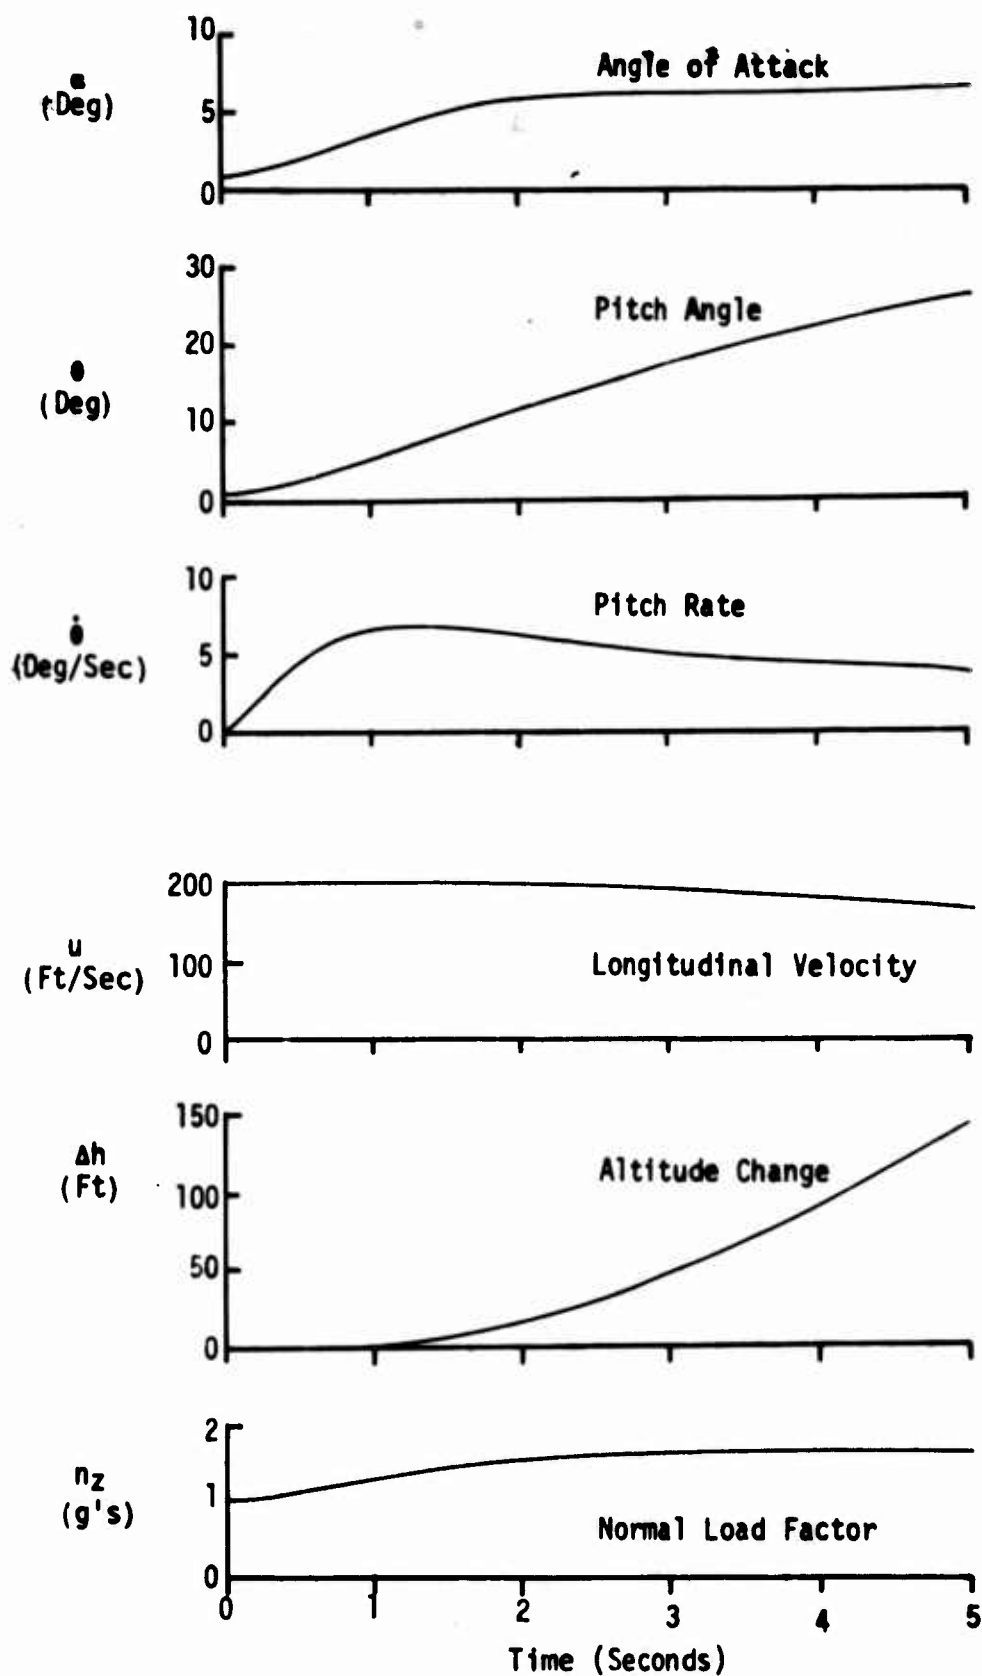 10
Angle of Attack
α
(Deg)
5
0
30
Pitch Angle
20
θ
(Deg)
10
0
10
Pitch Rate
θ̇
(Deg/Sec)
5
0
200
u
(Ft/Sec)
100
Longitudinal Velocity
0
150
Δh
(Ft)
Altitude Change
100
50
0
2
nz
(g's)
1
Normal Load Factor
0
0 1 2 3 4 5
Time (Seconds)